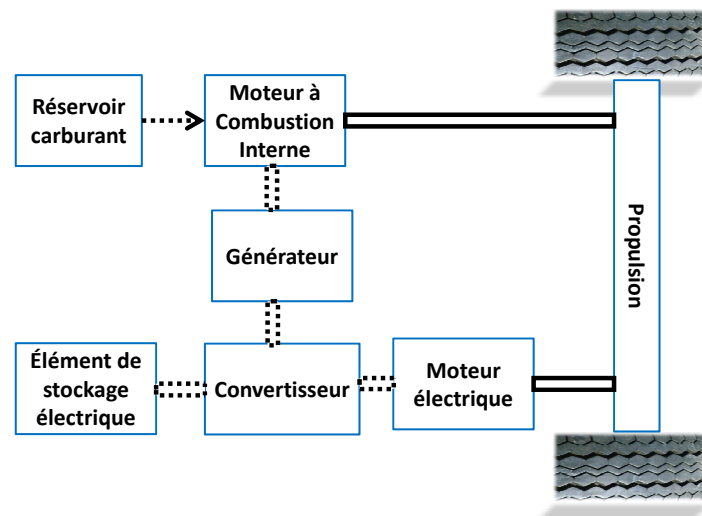 Réservoir
carburant
Moteur à
Combustion
Interne
Générateur
Élément de
stockage
électrique
Convertisseur
Moteur
électrique
Propulsion